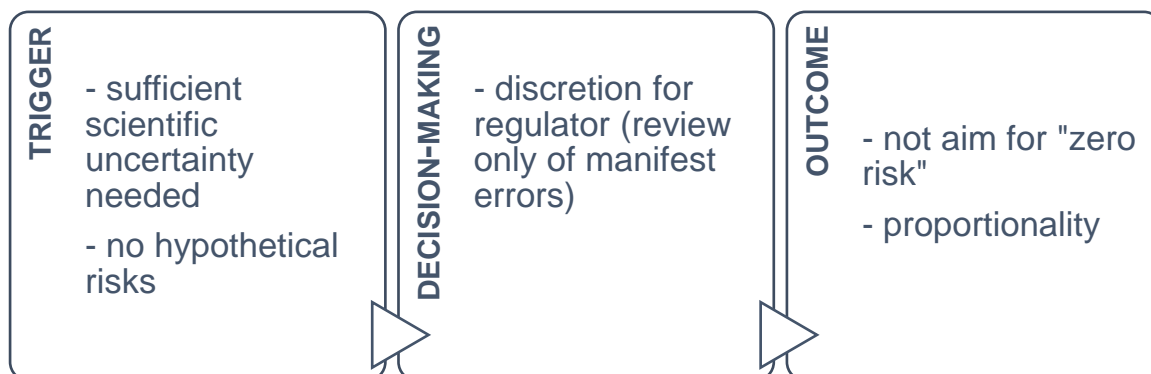 TRIGGER
- sufficient
scientific
uncertainty
needed
- no hypothetical
risks
DECISION-MAKING
- discretion for
regulator (review
only of manifest
errors)
OUTCOME
- not aim for "zero
risk"
- proportionality